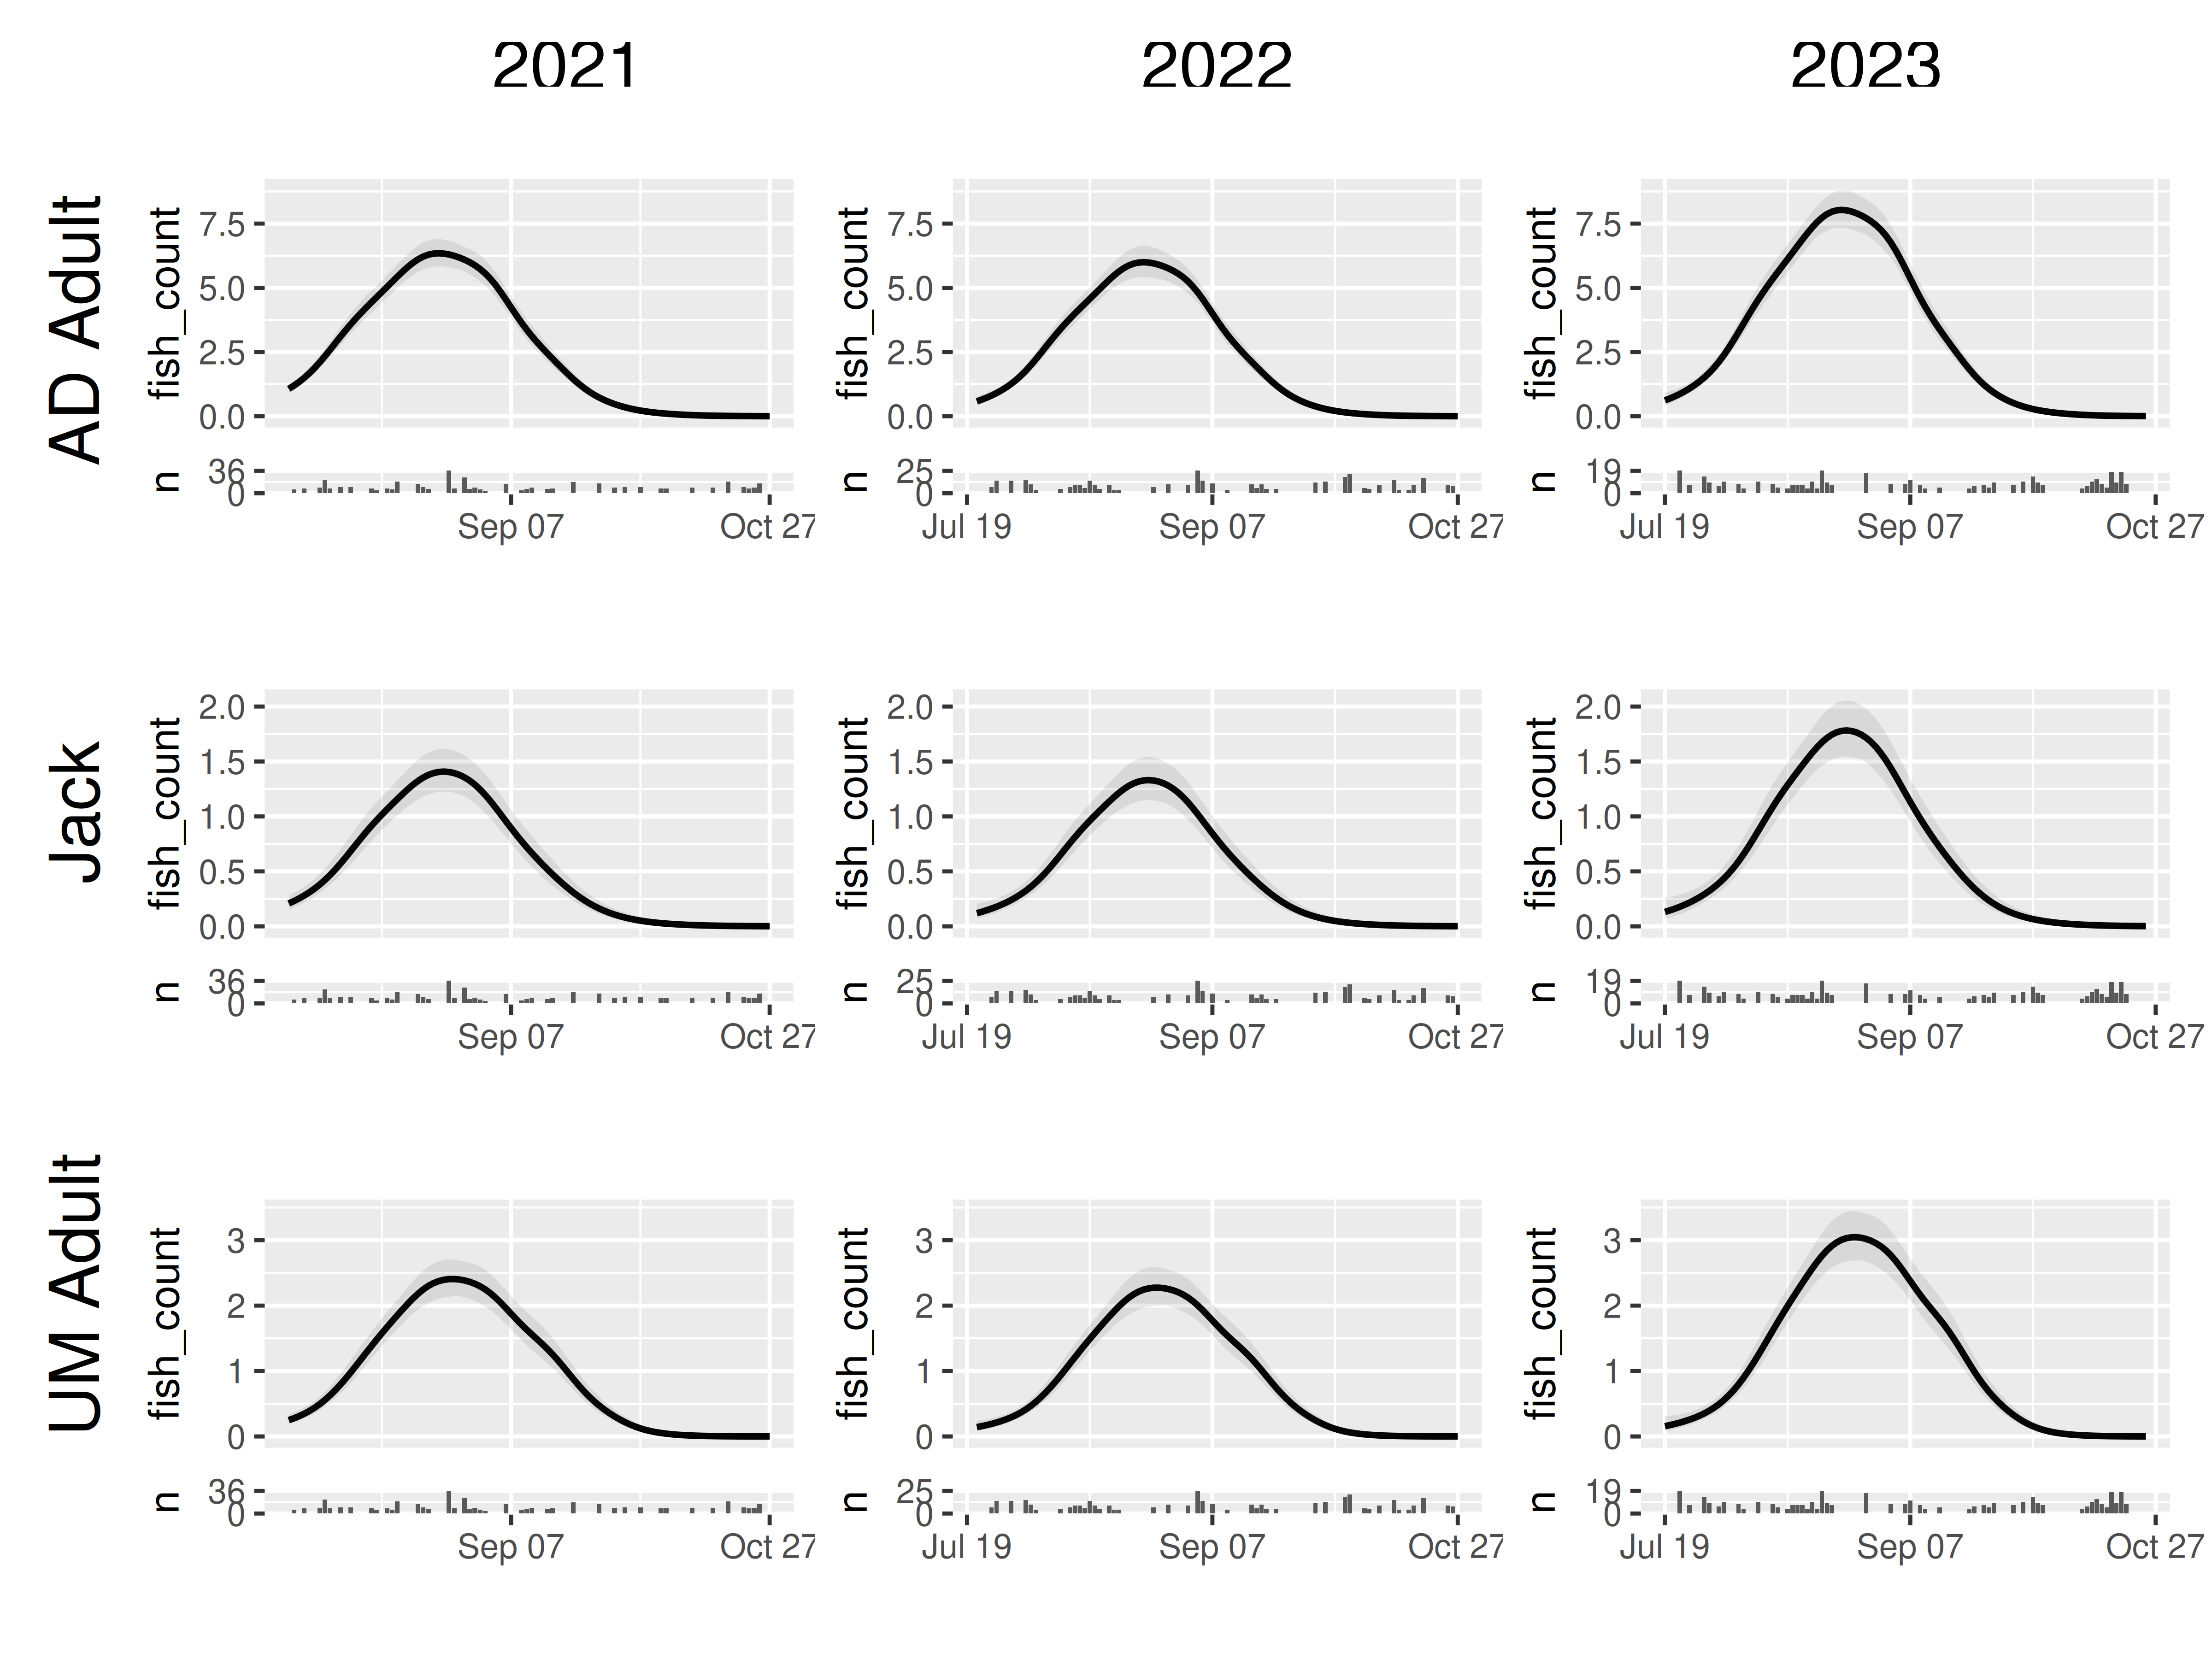 2021 2022 2023
AD Adult
fish_count 7.5 5.0 2.5 0.0
n 36 0
Sep 07 Oct 27
fish_count 7.5 5.0 2.5 0.0
n 25 0
Jul 19 Sep 07 Oct 27
fish_count 7.5 5.0 2.5 0.0
n 19 0
Jul 19 Sep 07 Oct 27
Jack
fish_count 2.0 1.5 1.0 0.5 0.0
n 36 0
Sep 07 Oct 27
fish_count 2.0 1.5 1.0 0.5 0.0
n 25 0
Jul 19 Sep 07 Oct 27
fish_count 2.0 1.5 1.0 0.5 0.0
n 19 0
Jul 19 Sep 07 Oct 27
UM Adult
fish_count 3 2 1 0
n 36 0
Sep 07 Oct 27
fish_count 3 2 1 0
n 25 0
Jul 19 Sep 07 Oct 27
fish_count 3 2 1 0
n 19 0
Jul 19 Sep 07 Oct 27